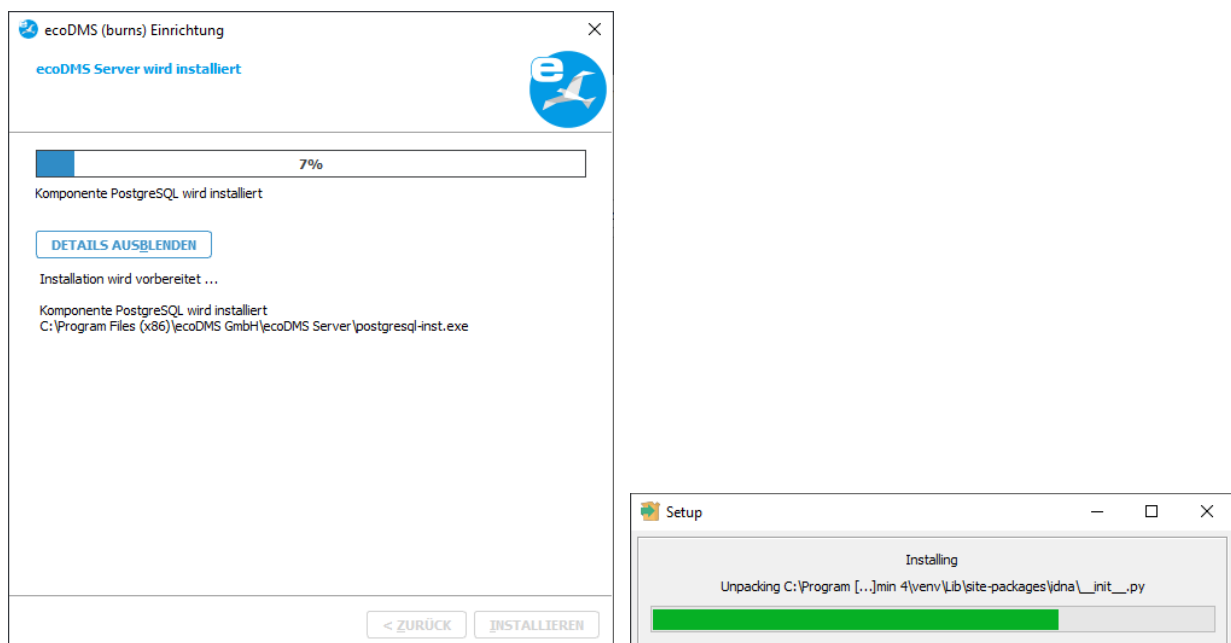 ecoDMS (burns) Einrichtung
ecoDMS Server wird installiert
e
7%
Komponente PostgreSQL wird installiert
DETAILS AUSBLENDEN
Installation wird vorbereitet ...
Komponente PostgreSQL wird installiert
C:\Program Files (x86)\ecoDMS GmbH\ecoDMS Server\postgresql-inst.exe
< ZURÜCK
INSTALLIEREN
Setup
Installing
Unpacking C:\Program [...]min 4\venv\Lib\site-packages\idna\__init__.py